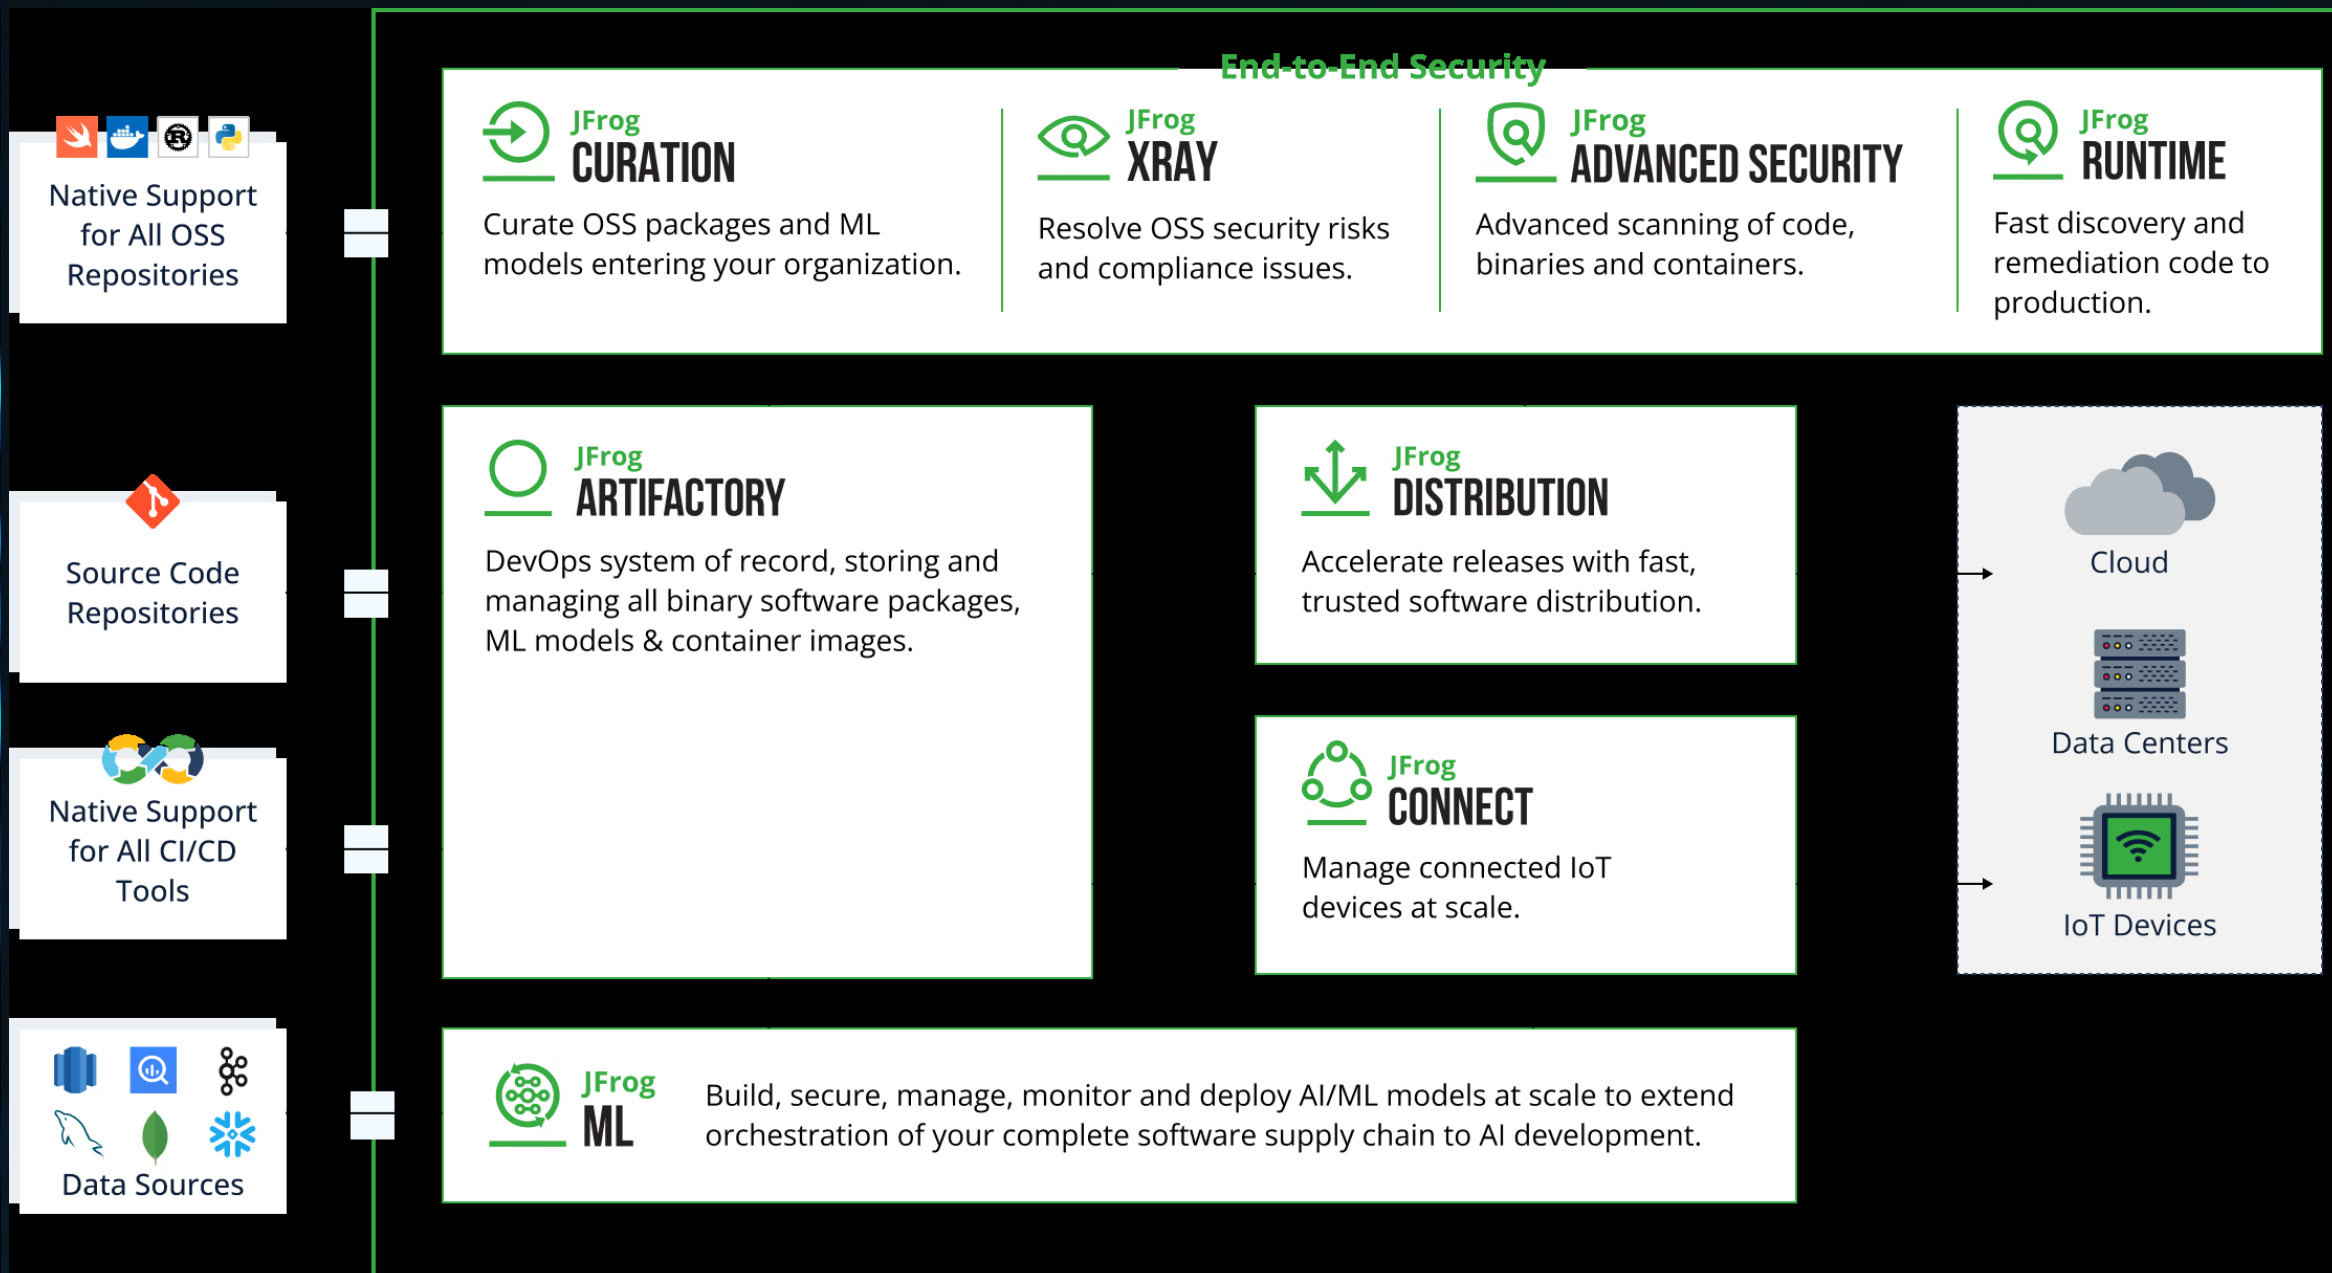 End-to-End Security
Native Support
for All OSS
Repositories
JFrog
CURATION
Curate OSS packages and ML
models entering your organization.
JFrog
XRAY
Resolve OSS security risks
and compliance issues.
JFrog
ADVANCED SECURITY
Advanced scanning of code,
binaries and containers.
JFrog
RUNTIME
Fast discovery and
remediation code to
production.
Source Code
Repositories
Native Support
for All CI/CD
Tools
JFrog
ARTIFACTORY
DevOps system of record, storing and
managing all binary software packages,
ML models & container images.
JFrog
DISTRIBUTION
Accelerate releases with fast,
trusted software distribution.
JFrog
CONNECT
Manage connected IoT
devices at scale.
Cloud
Data Centers
IoT Devices
Data Sources
JFrog
ML
Build, secure, manage, monitor and deploy AI/ML models at scale to extend
orchestration of your complete software supply chain to AI development.